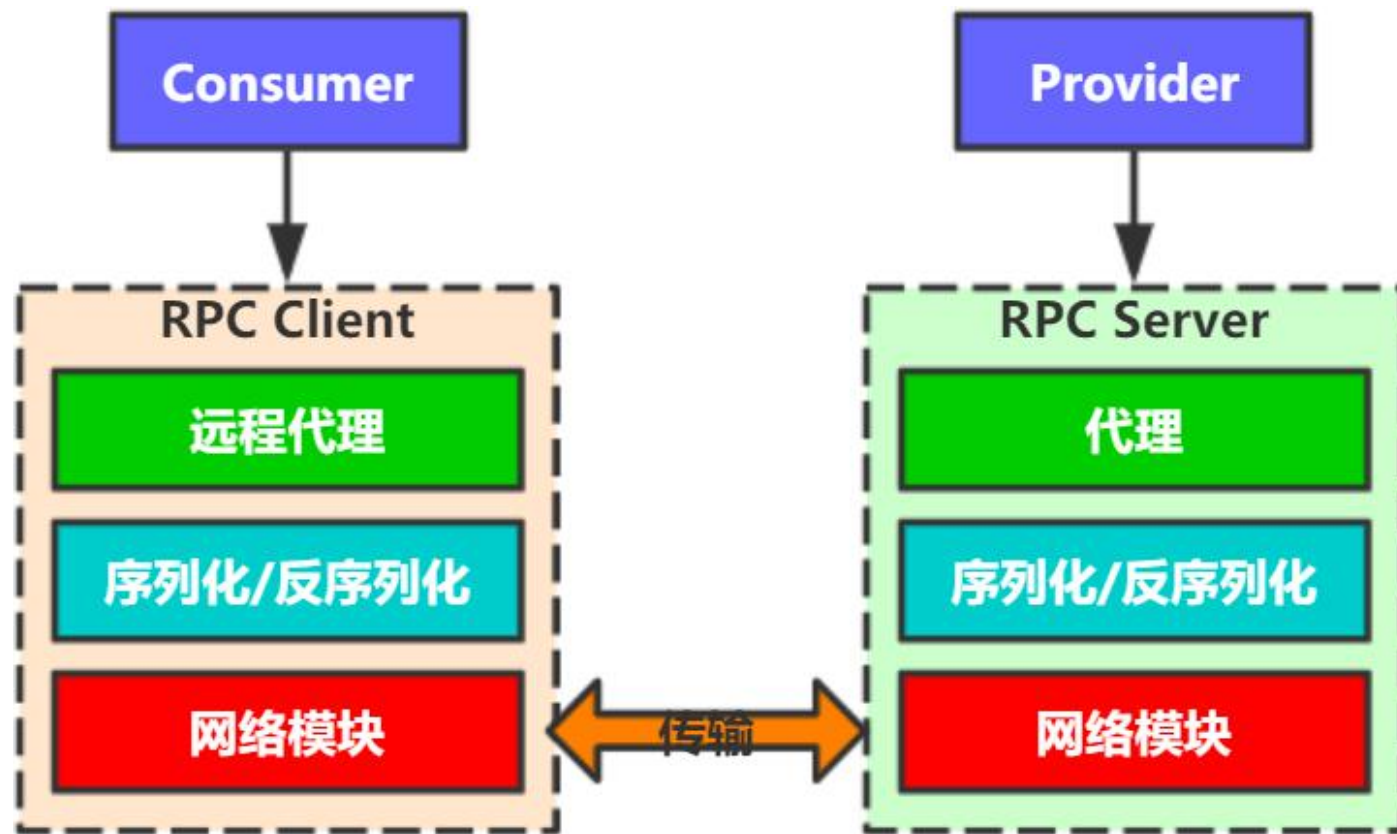 Consumer
Provider
RPC Client
RPC Server
远程代理
代理
序列化/反序列化
序列化/反序列化
网络模块
传输
网络模块